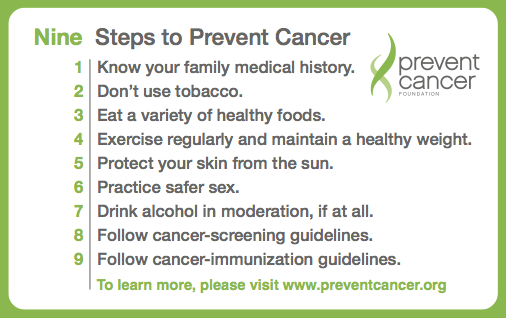 Nine Steps to Prevent Cancer
prevent
cancer
FOUNDATION
1 Know your family medical history.
2 Don't use tobacco.
3 Eat a variety of healthy foods.
4 Exercise regularly and maintain a healthy weight.
5 Protect your skin from the sun.
6 Practice safer sex.
7 Drink alcohol in moderation, if at all.
8 Follow cancer-screening guidelines.
9 Follow cancer-immunization guidelines.
To learn more, please visit www.preventcancer.org